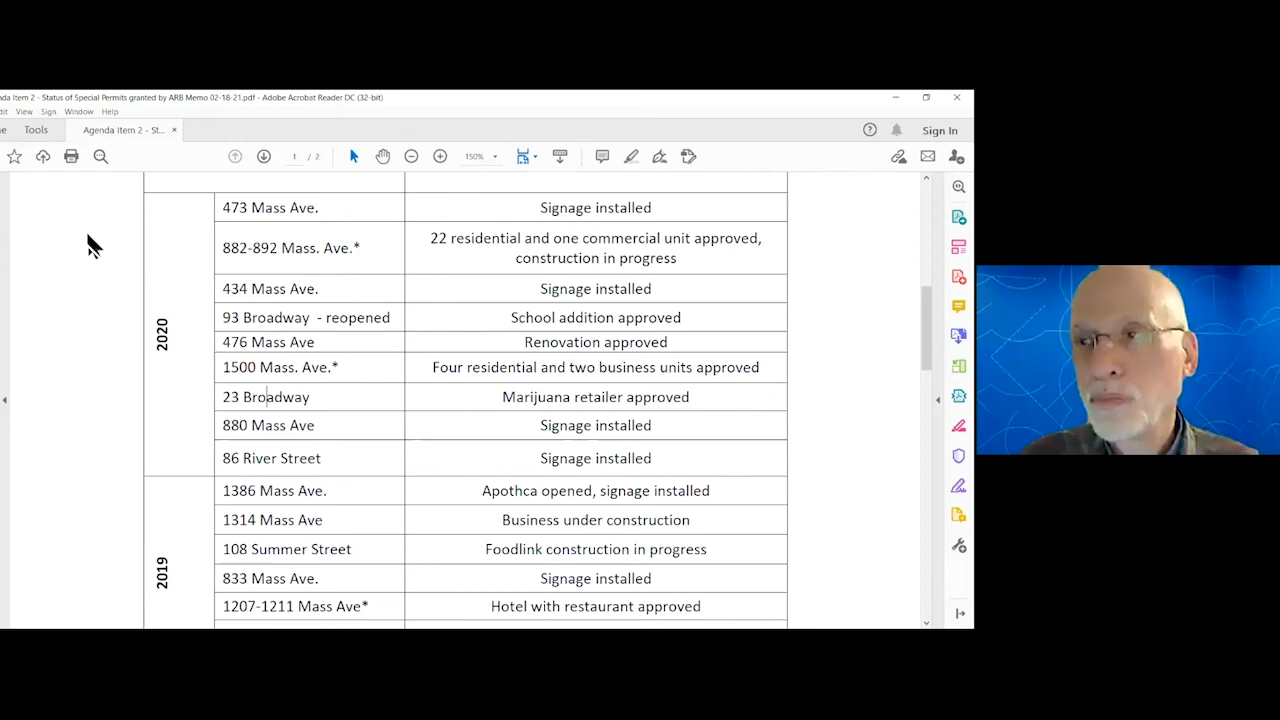 nda Item 2 - Status of Special Permits granted by ARB Memo 02-18-21.pdf - Adobe Acrobat Reader DC (32-bit)
View Sign Window Help
Tools Agenda Item 2 - St... × Sign In
1 / 2 150%
2020
473 Mass Ave. Signage installed
882-892 Mass. Ave.* 22 residential and one commercial unit approved,
construction in progress
434 Mass Ave. Signage installed
93 Broadway - reopened School addition approved
476 Mass Ave Renovation approved
1500 Mass. Ave.* Four residential and two business units approved
23 Broadway Marijuana retailer approved
880 Mass Ave Signage installed
86 River Street Signage installed
2019
1386 Mass Ave. Apothca opened, signage installed
1314 Mass Ave Business under construction
108 Summer Street Foodlink construction in progress
833 Mass Ave. Signage installed
1207-1211 Mass Ave* Hotel with restaurant approved